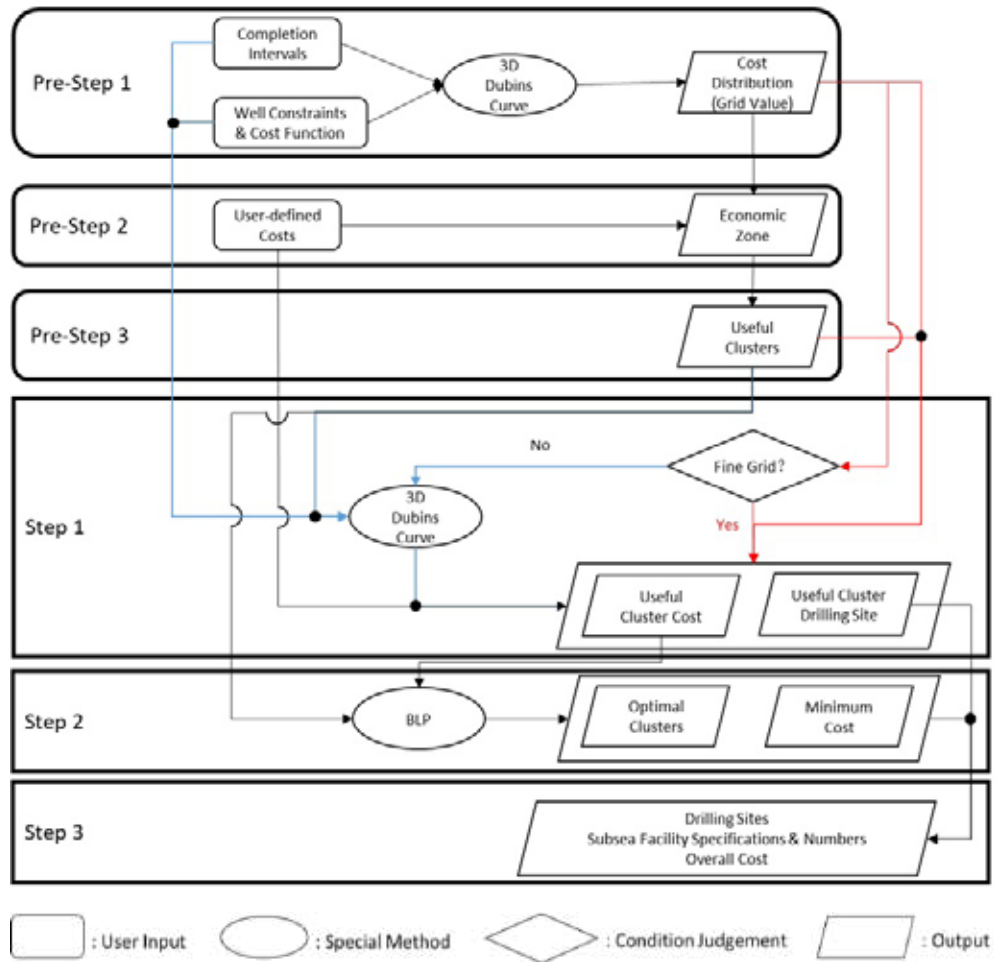 Pre-Step 1
Completion
Intervals
Well Constraints
& Cost Function
3D
Dubins
Curve
Cost
Distribution
(Grid Value)
Pre-Step 2
User-defined
Costs
Economic
Zone
Pre-Step 3
Useful
Clusters
Step 1
No
Fine Grid?
3D
Dubins
Curve
Yes
Useful
Cluster Cost
Useful Cluster
Drilling Site
Step 2
BLP
Optimal
Clusters
Minimum
Cost
Step 3
Drilling Sites
Subsea Facility Specifications & Numbers
Overall Cost
: User Input
: Special Method
: Condition Judgement
: Output